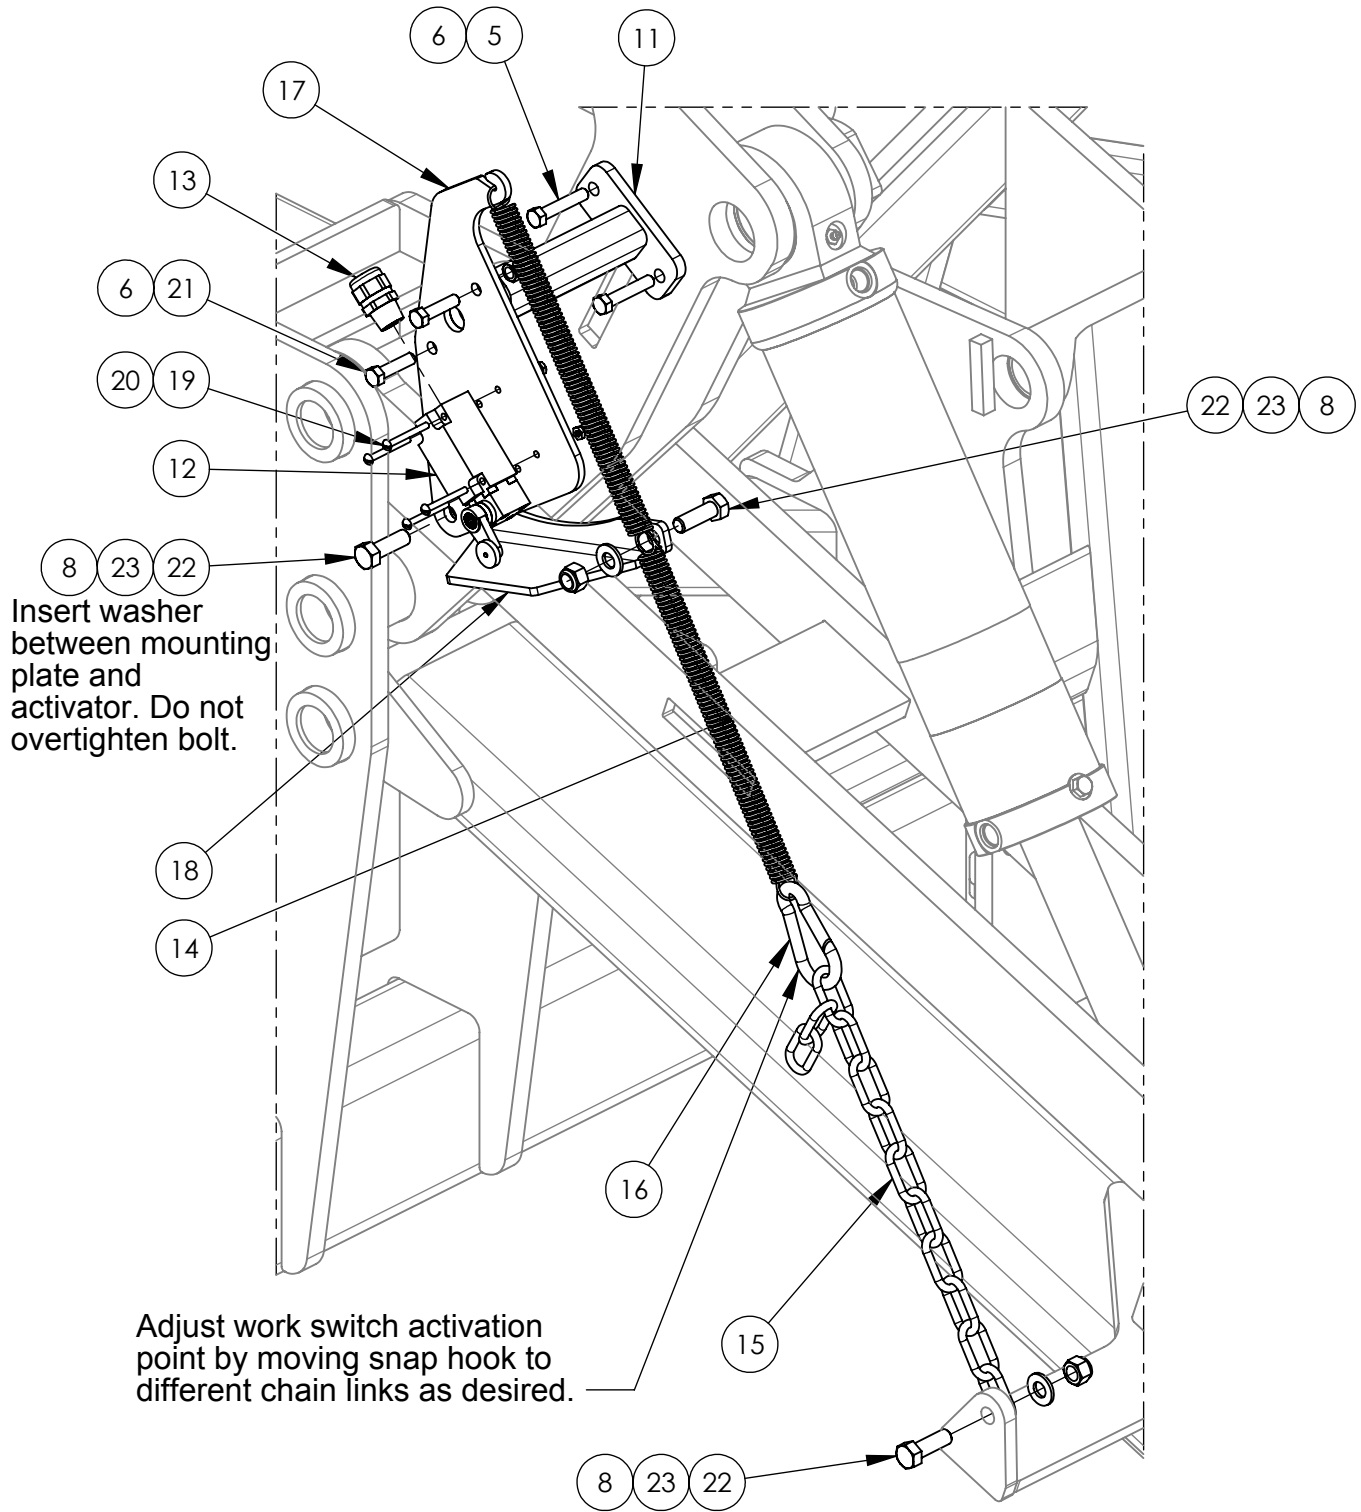 6 5 11
17
13
6 21
20 19
22 23 8
12
8 23 22
Insert washer
between mounting
plate and
activator. Do not
overtighten bolt.
18
14
16
15
Adjust work switch activation
point by moving snap hook to
different chain links as desired.
8 23 22